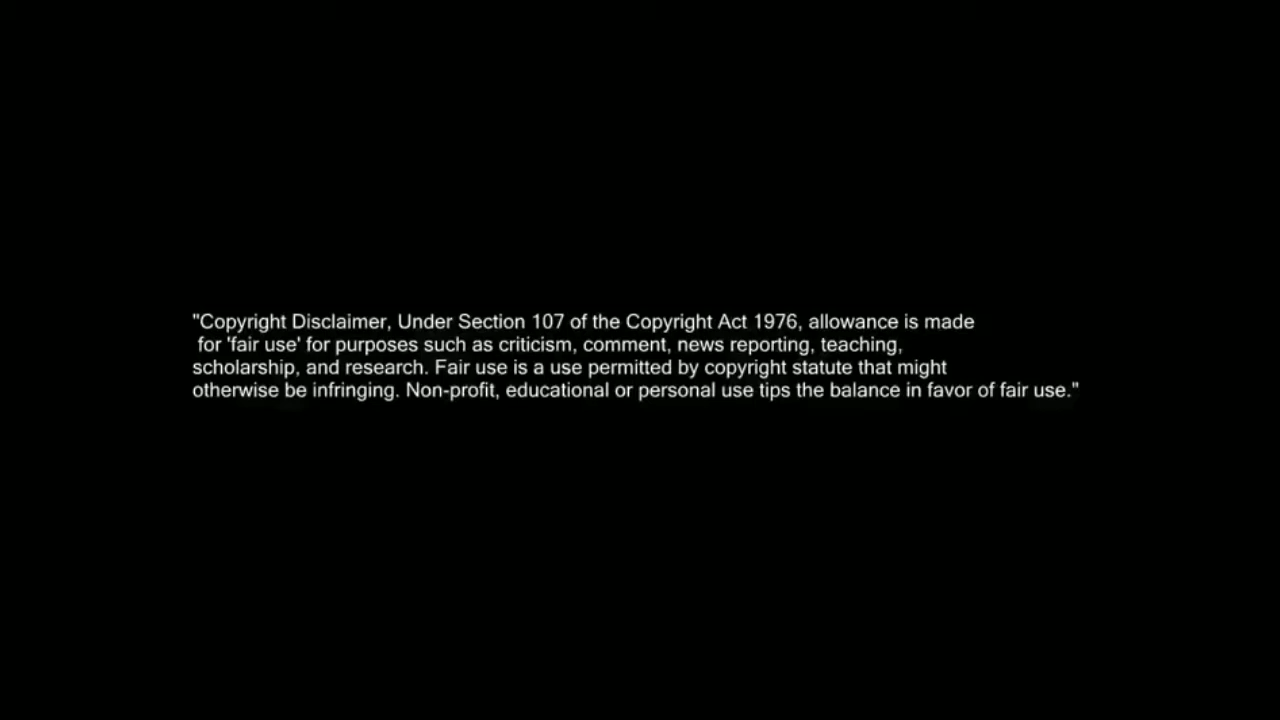 "Copyright Disclaimer, Under Section 107 of the Copyright Act 1976, allowance is made
for 'fair use' for purposes such as criticism, comment, news reporting, teaching,
scholarship, and research. Fair use is a use permitted by copyright statute that might
otherwise be infringing. Non-profit, educational or personal use tips the balance in favor of fair use."